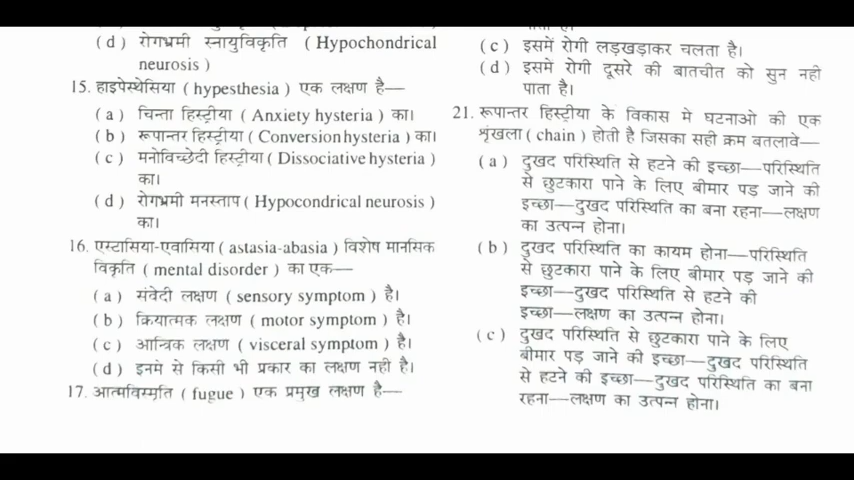 (d) रोगभ्रमी स्नायुविकृति (Hypochondrical
neurosis)
15. हाइपेस्थेसिया (hypesthesia) एक लक्षण है—
(a) चिन्ता हिस्ट्रीया (Anxiety hysteria) का।
(b) रूपान्तर हिस्ट्रीया (Conversion hysteria) का।
(c) मनोविच्छेदी हिस्ट्रीया (Dissociative hysteria)
का।
(d) रोगभ्रमी मनस्ताप (Hypocondrical neurosis)
का।
16. एस्टासिया-एवासिया (astasia-abasia) विशेष मानसिक
विकृति (mental disorder) का एक—
(a) संवेदी लक्षण (sensory symptom) है।
(b) क्रियात्मक लक्षण (motor symptom) है।
(c) आन्त्रिक लक्षण (visceral symptom) है।
(d) इनमे से किसी भी प्रकार का लक्षण नही है।
17. आत्मविस्मृति (fugue) एक प्रमुख लक्षण है—
(c) इसमें रोगी लड़खड़ाकर चलता है।
(d) इसमें रोगी दूसरे की बातचीत को सुन नही
पाता है।
21. रूपान्तर हिस्ट्रीया के विकास मे घटनाओ की एक
शृंखला (chain) होती है जिसका सही क्रम बतलावे—
(a) दुखद परिस्थिति से हटने की इच्छा—परिस्थिति
से छुटकारा पाने के लिए बीमार पड़ जाने की
इच्छा—दुखद परिस्थिति का बना रहना—लक्षण
का उत्पन्न होना।
(b) दुखद परिस्थिति का कायम होना—परिस्थिति
से छुटकारा पाने के लिए बीमार पड़ जाने की
इच्छा—दुखद परिस्थिति से हटने की
इच्छा—लक्षण का उत्पन्न होना।
(c) दुखद परिस्थिति से छुटकारा पाने के लिए
बीमार पड़ जाने की इच्छा—दुखद परिस्थिति
से हटने की इच्छा—दुखद परिस्थिति का बना
रहना—लक्षण का उत्पन्न होना।